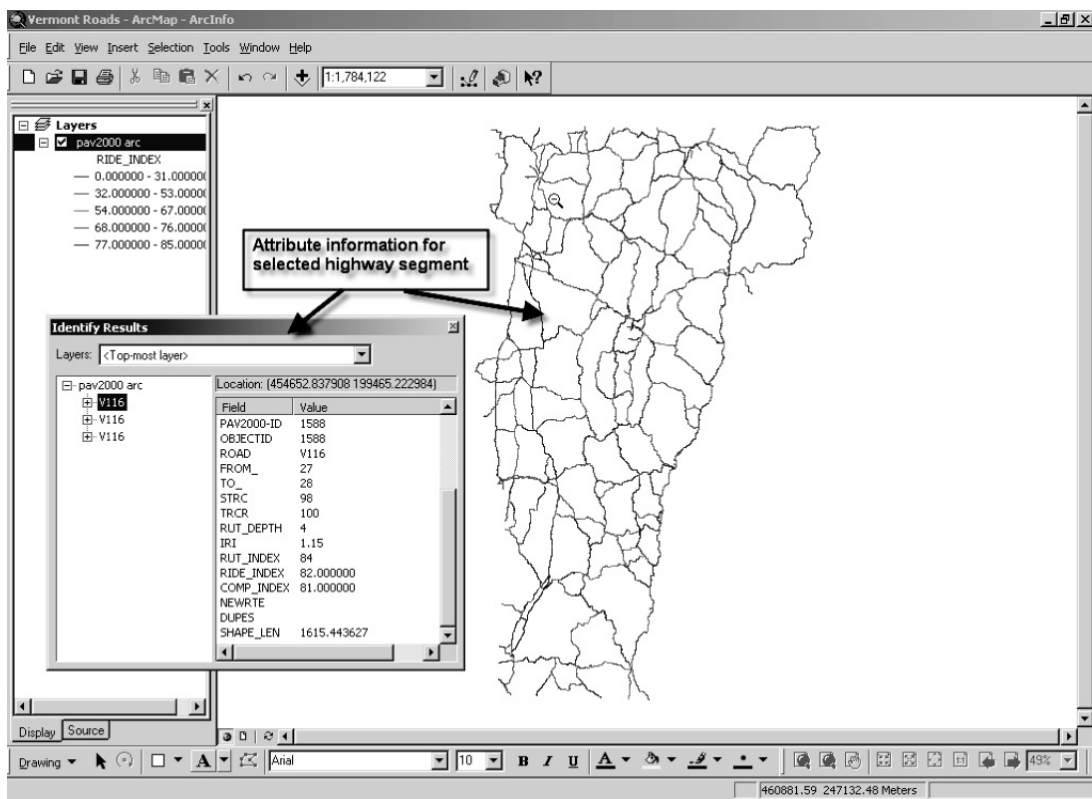 Vermont Roads - ArcMap - ArcInfo
File Edit View Insert Selection Tools Window Help
1:1,784,122
Layers
pav2000 arc
RIDE_INDEX
0.000000 - 31.00000
32.000000 - 53.0000
54.000000 - 67.0000
68.000000 - 76.0000
77.000000 - 85.0000
Attribute information for
selected highway segment
Identify Results
Layers: <Top-most layer>
pav2000 arc
V116
V116
V116
Location: (454652.837908 199465.222984)
Field Value
PAV2000-ID 1588
OBJECTID 1588
ROAD V116
FROM_ 27
TO_ 28
STRC 98
TRCR 100
RUT_DEPTH 4
IRI 1.15
RUT_INDEX 84
RIDE_INDEX 82.000000
COMP_INDEX 81.000000
NEWRTE
DUPES
SHAPE_LEN 1615.443627
Display Source
Drawing A Arial 10 B I U A 49%
460881.59 247132.48 Meters